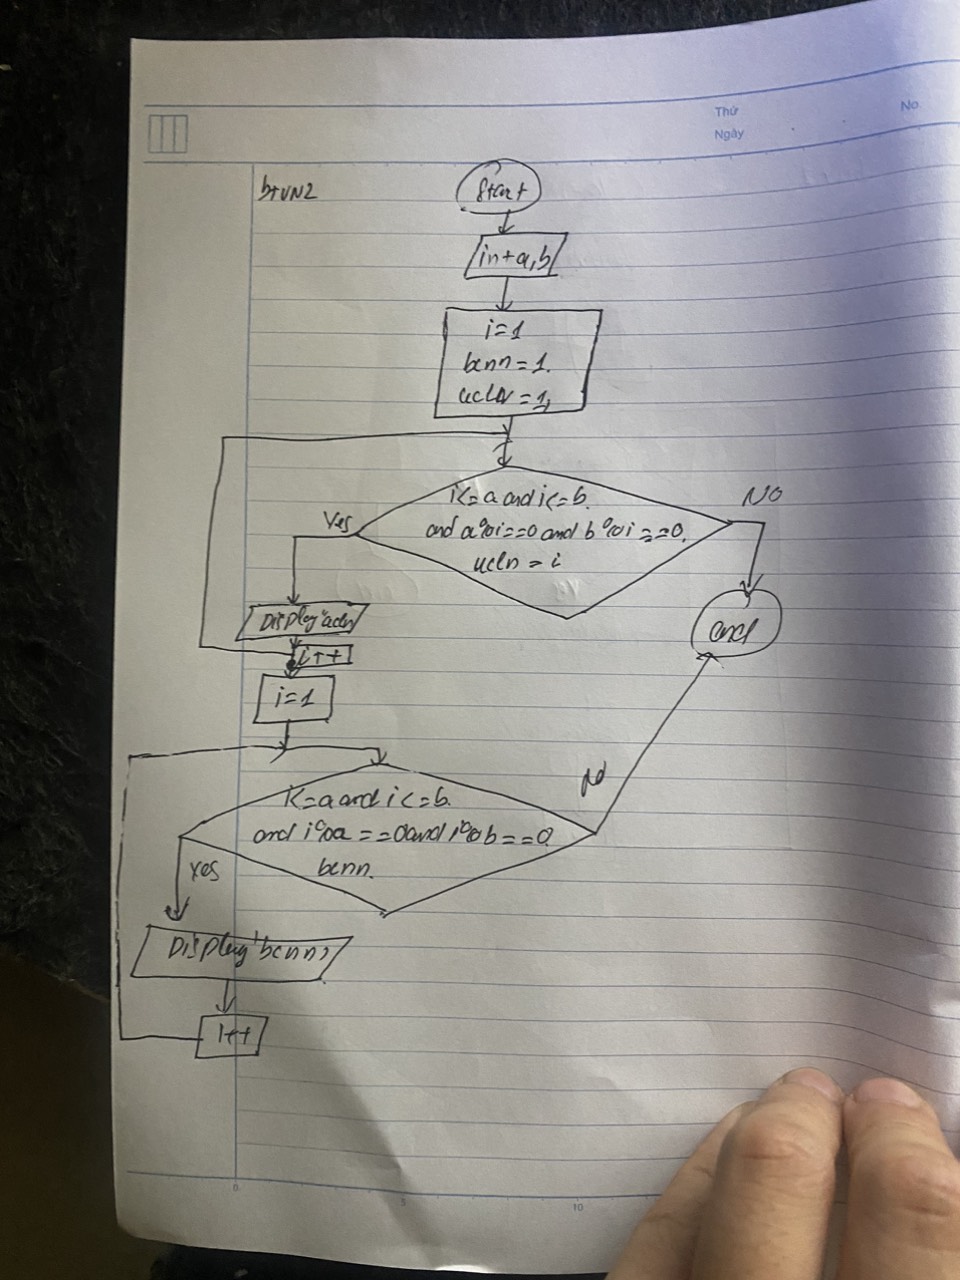 Thứ
No.
Ngày
btVN2
Start
int a,b
i=1
bcnn = 1.
ucln = 1,
i<=a and i<=b.
and a%i==0 and b%i==0.
ucln = i
Yes
NO
Display 'ucln'
end
i++
i=1
i<=a and i<=b.
and i%a==0 and i%b==0.
bcnn.
No
Yes
Display 'bcnn'
i++
0
5
10